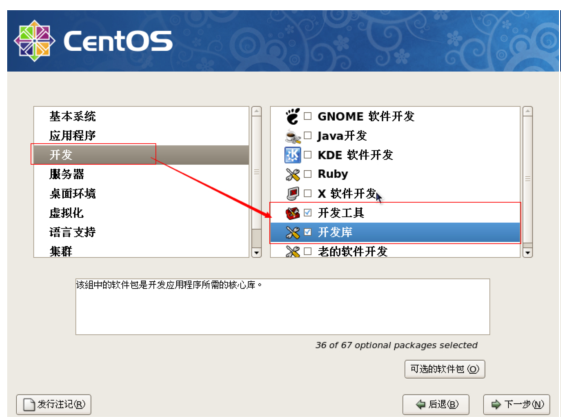 CentOS
基本系统
应用程序
开发
服务器
桌面环境
虚拟化
语言支持
集群
GNOME 软件开发
Java开发
KDE 软件开发
Ruby
X 软件开发
开发工具
开发库
老的软件开发
该组中的软件包是开发应用程序所需的核心库。
36 of 67 optional packages selected
可选的软件包 (O)
发行注记(R)
后退(B)
下一步(N)